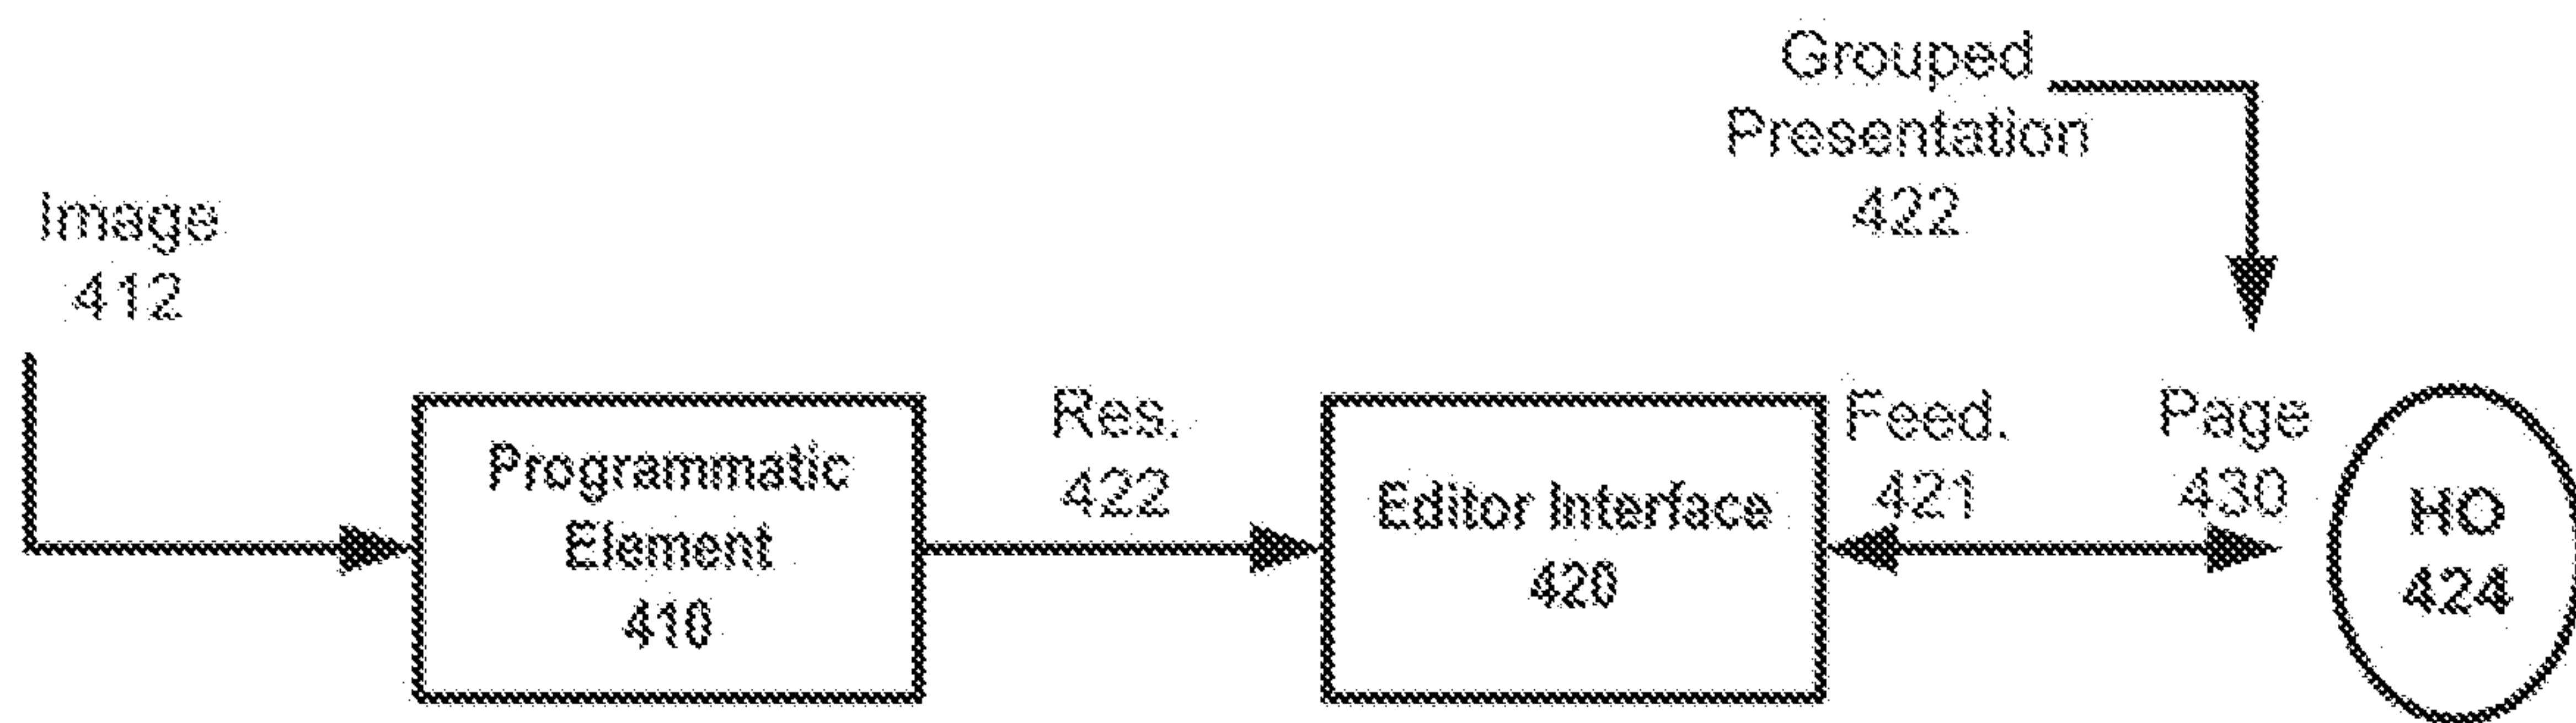 Grouped
Presentation
422
Image
412
Programmatic
Element
410
Res.
422
Editor Interface
420
Feed.
421
Page
430
HO
424